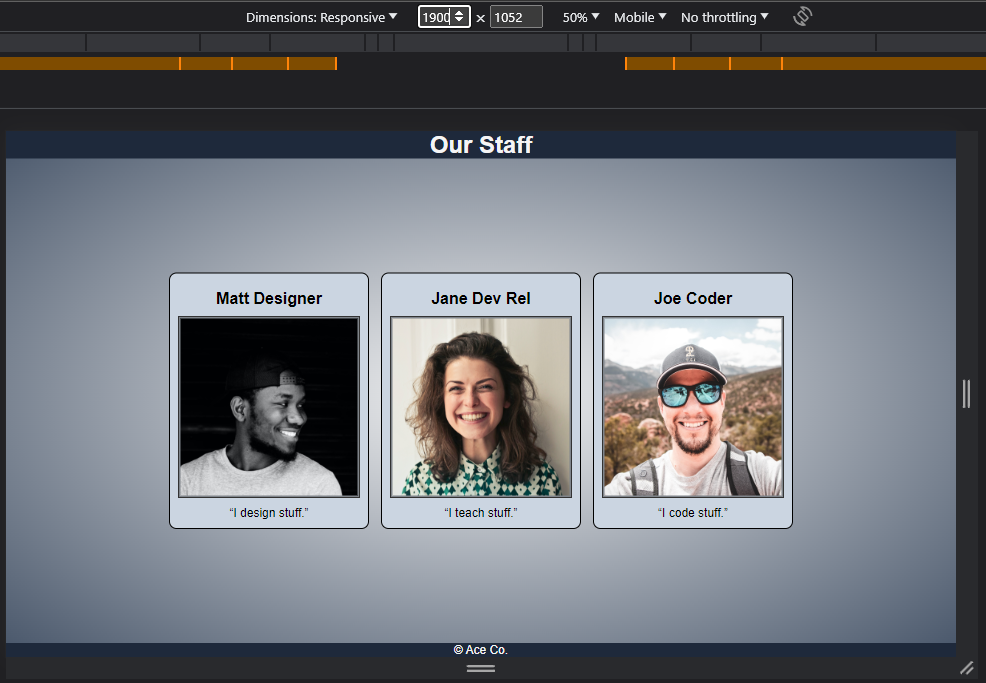 Dimensions: Responsive 1900 × 1052 50% Mobile No throttling
Our Staff
Matt Designer
Jane Dev Rel
Joe Coder
“I design stuff.”
“I teach stuff.”
“I code stuff.”
© Ace Co.